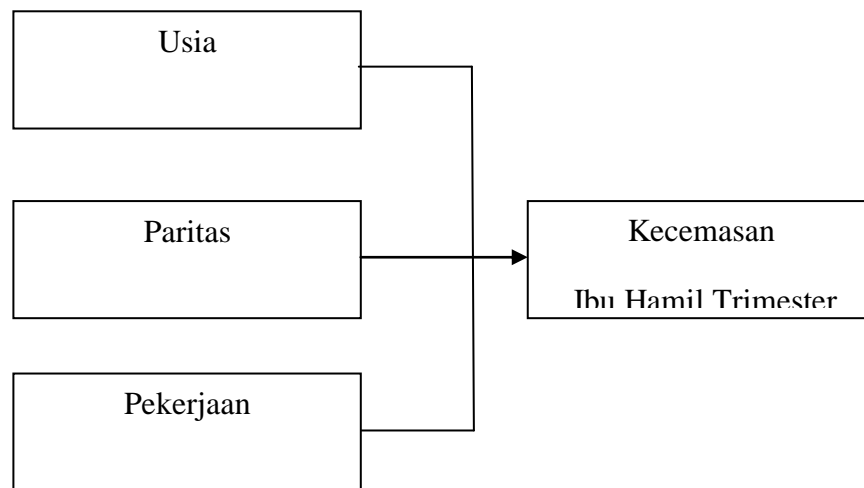 Usia
Paritas
Kecemasan
Ibu Hamil Trimester
Pekerjaan